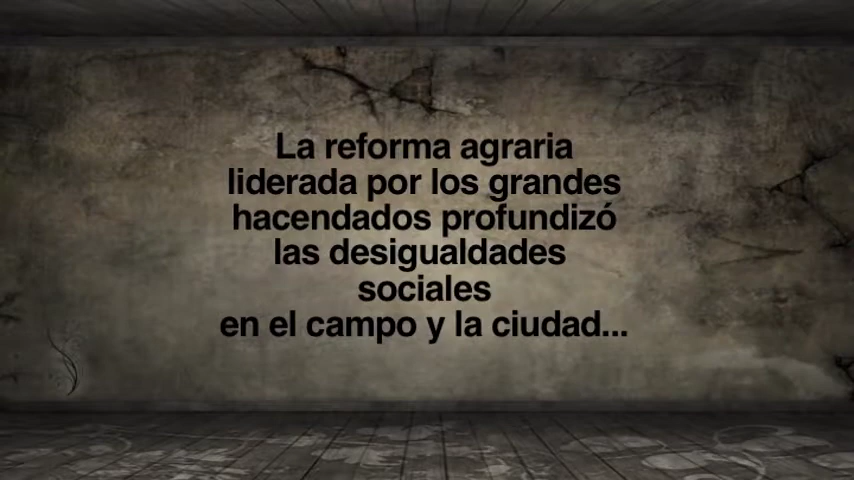 La reforma agraria
liderada por los grandes
hacendados profundizó
las desigualdades
sociales
en el campo y la ciudad...